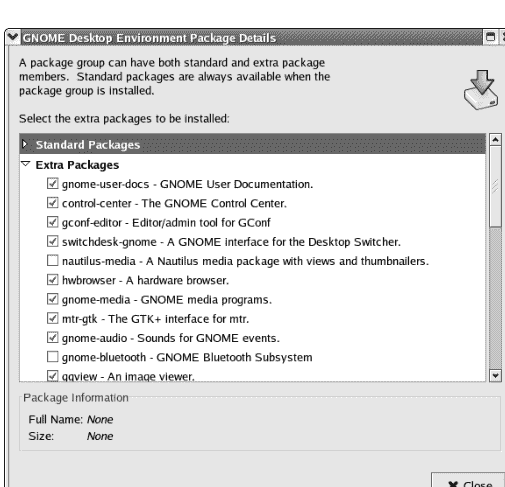 GNOME Desktop Environment Package Details
A package group can have both standard and extra package
members. Standard packages are always available when the
package group is installed.
Select the extra packages to be installed:
Standard Packages
Extra Packages
gnome-user-docs - GNOME User Documentation.
control-center - The GNOME Control Center.
gconf-editor - Editor/admin tool for GConf
switchdesk-gnome - A GNOME interface for the Desktop Switcher.
nautilus-media - A Nautilus media package with views and thumbnailers.
hwbrowser - A hardware browser.
gnome-media - GNOME media programs.
mtr-gtk - The GTK+ interface for mtr.
gnome-audio - Sounds for GNOME events.
gnome-bluetooth - GNOME Bluetooth Subsystem
gqview - An image viewer.
Package Information
Full Name: None
Size: None
Close